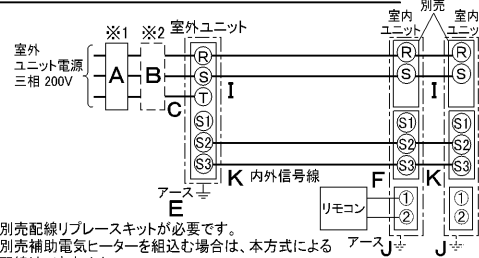 別売
※1 ※2 室外ユニット 室内ユニット 室内ユニット
室外
ユニット電源
三相 200V
A B C
R S T S1 S2 S3
I
R S S1 S2 S3
I
R S S1 S2 S3
K 内外信号線 F K
アース
E
リモコン ① ② ① ②
別売配線リプレースキットが必要です。
別売補助電気ヒーターを組込む場合は、本方式による
アース J J